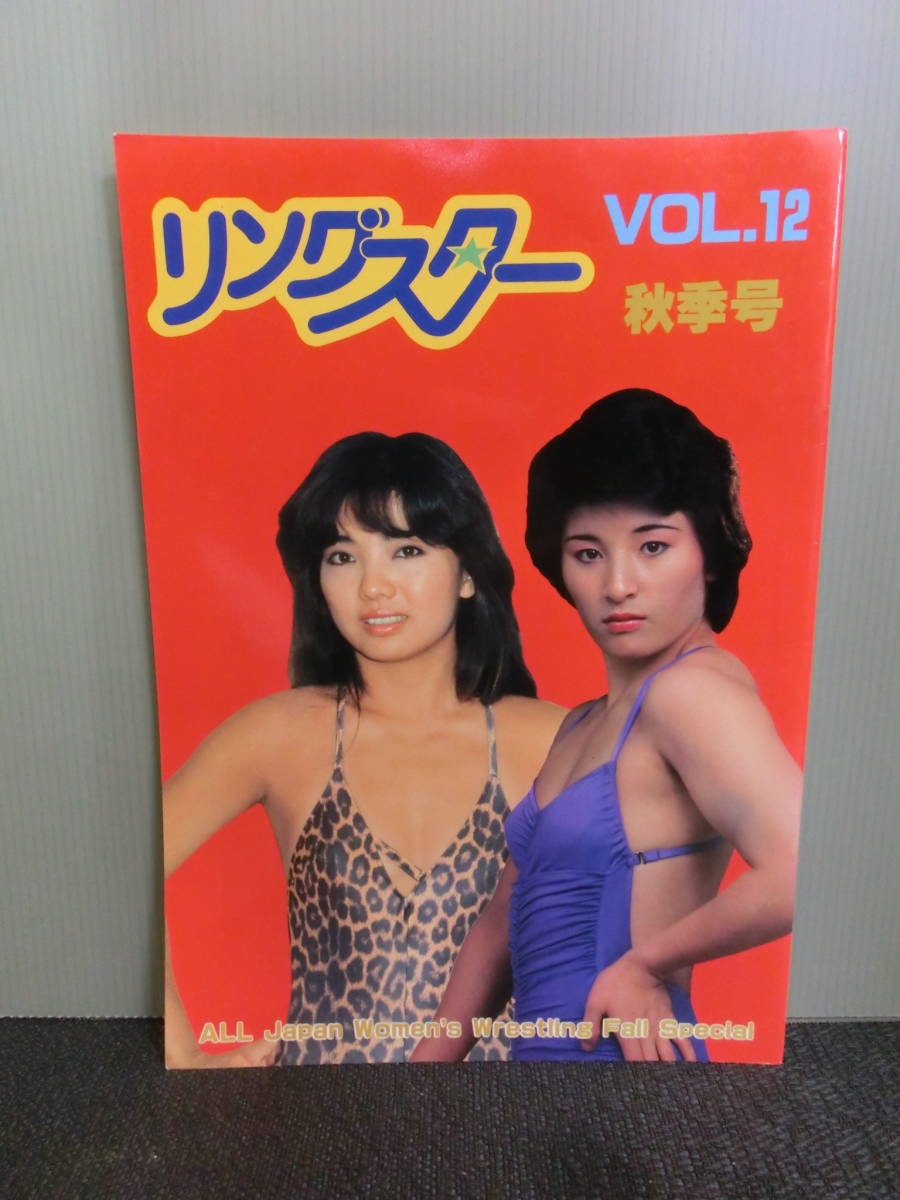 リングスター
VOL.12
秋季号
ALL Japan Women's Wrestling Fall Special